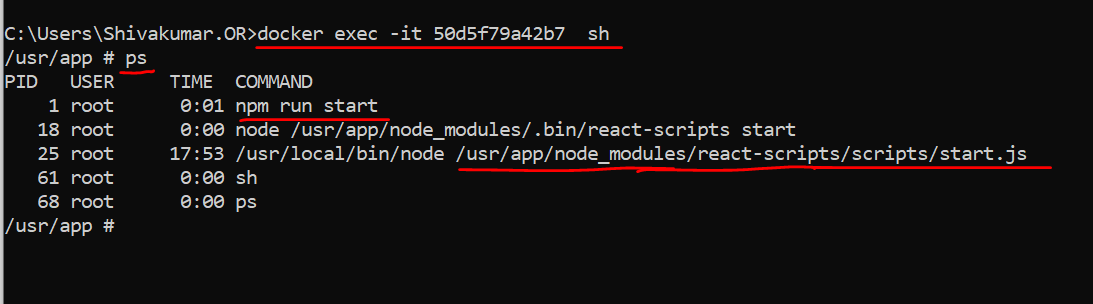 C:\Users\Shivakumar.OR>docker exec -it 50d5f79a42b7  sh
/usr/app # ps
PID   USER     TIME  COMMAND
    1 root      0:01 npm run start
   18 root      0:00 node /usr/app/node_modules/.bin/react-scripts start
   25 root     17:53 /usr/local/bin/node /usr/app/node_modules/react-scripts/scripts/start.js
   61 root      0:00 sh
   68 root      0:00 ps
/usr/app #